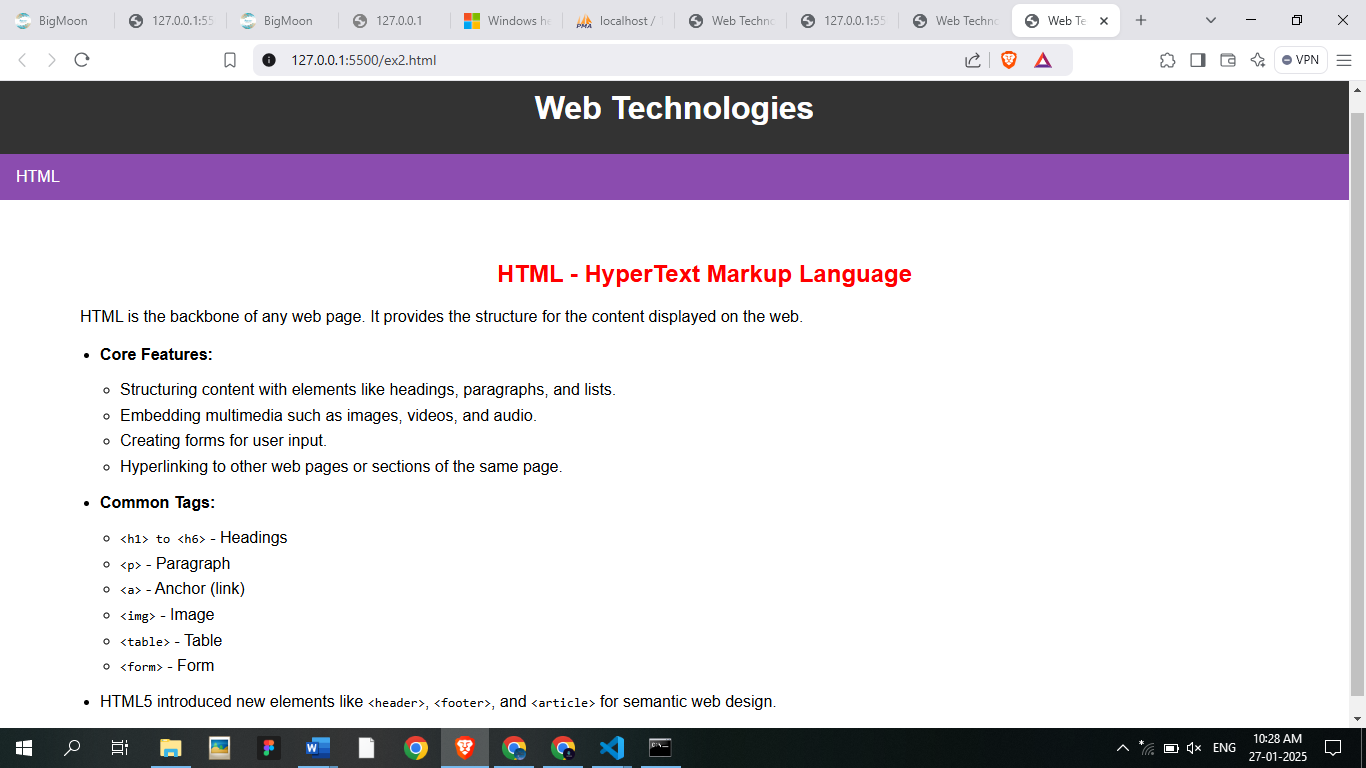 BigMoon
127.0.0.1:55
BigMoon
127.0.0.1
Windows he
PMA
localhost / 1
Web Techno
127.0.0.1:55
Web Techno
Web Te
127.0.0.1:5500/ex2.html
VPN
Web Technologies
HTML
HTML - HyperText Markup Language
HTML is the backbone of any web page. It provides the structure for the content displayed on the web.
Core Features:
Structuring content with elements like headings, paragraphs, and lists.
Embedding multimedia such as images, videos, and audio.
Creating forms for user input.
Hyperlinking to other web pages or sections of the same page.
Common Tags:
<h1> to <h6> - Headings
<p> - Paragraph
<a> - Anchor (link)
<img> - Image
<table> - Table
<form> - Form
HTML5 introduced new elements like <header>, <footer>, and <article> for semantic web design.
ENG
10:28 AM
27-01-2025